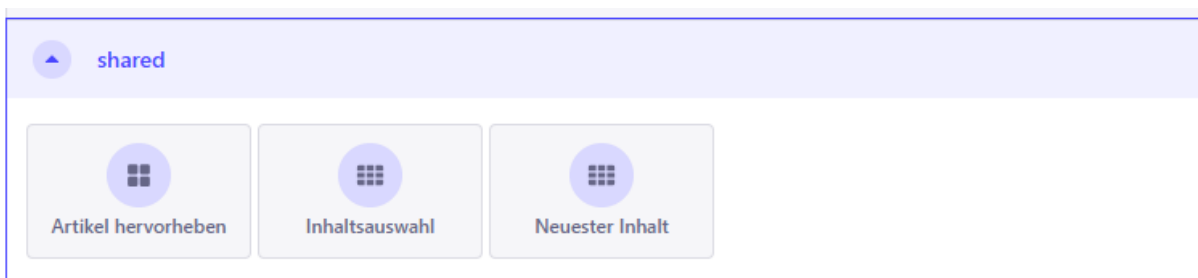 shared
Artikel hervorheben
Inhaltsauswahl
Neuester Inhalt